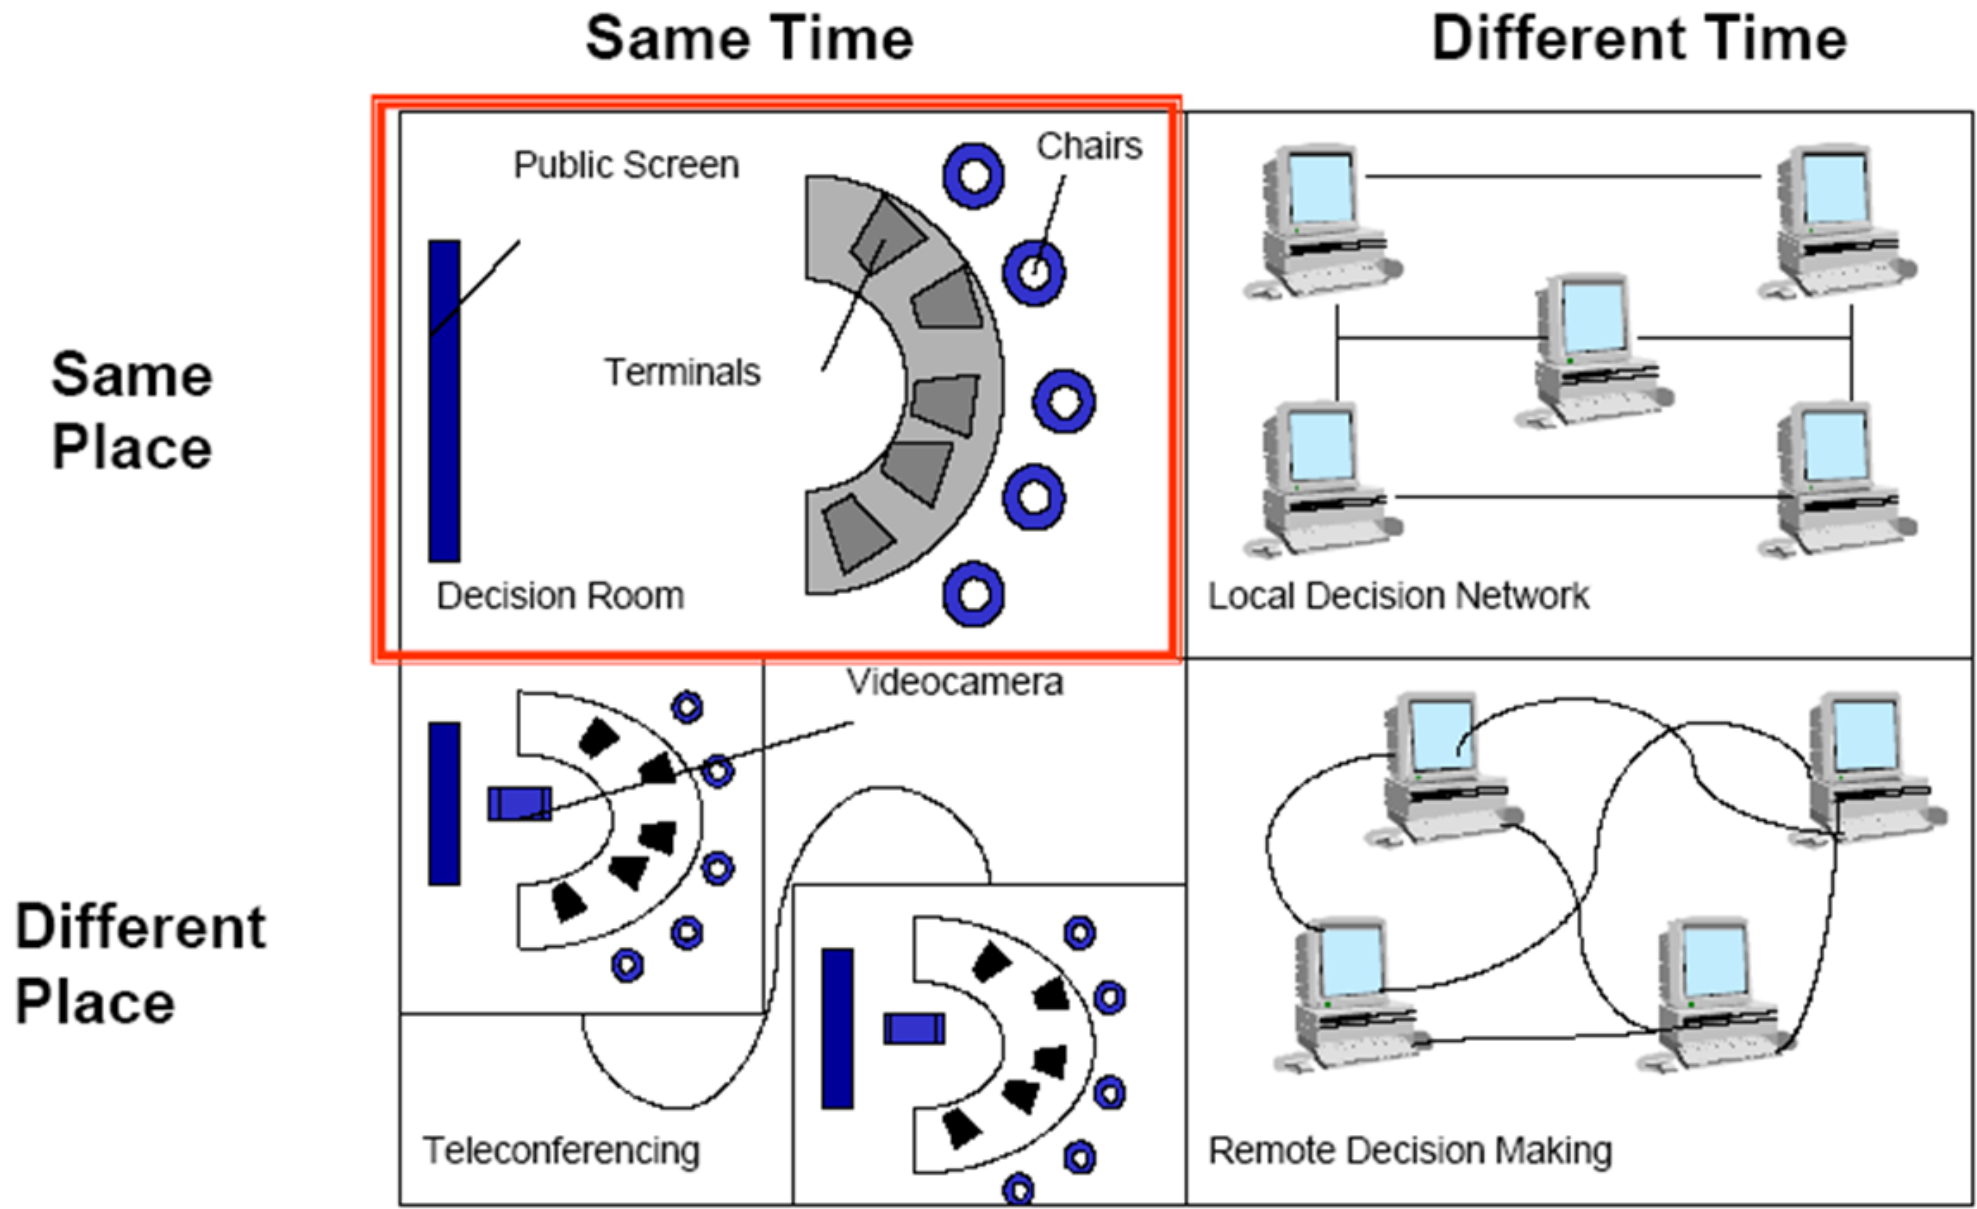 Same Time
Different Time
Same
Place
Public Screen
Chairs
Terminals
Decision Room
Local Decision Network
Different
Place
Videocamera
Teleconferencing
Remote Decision Making